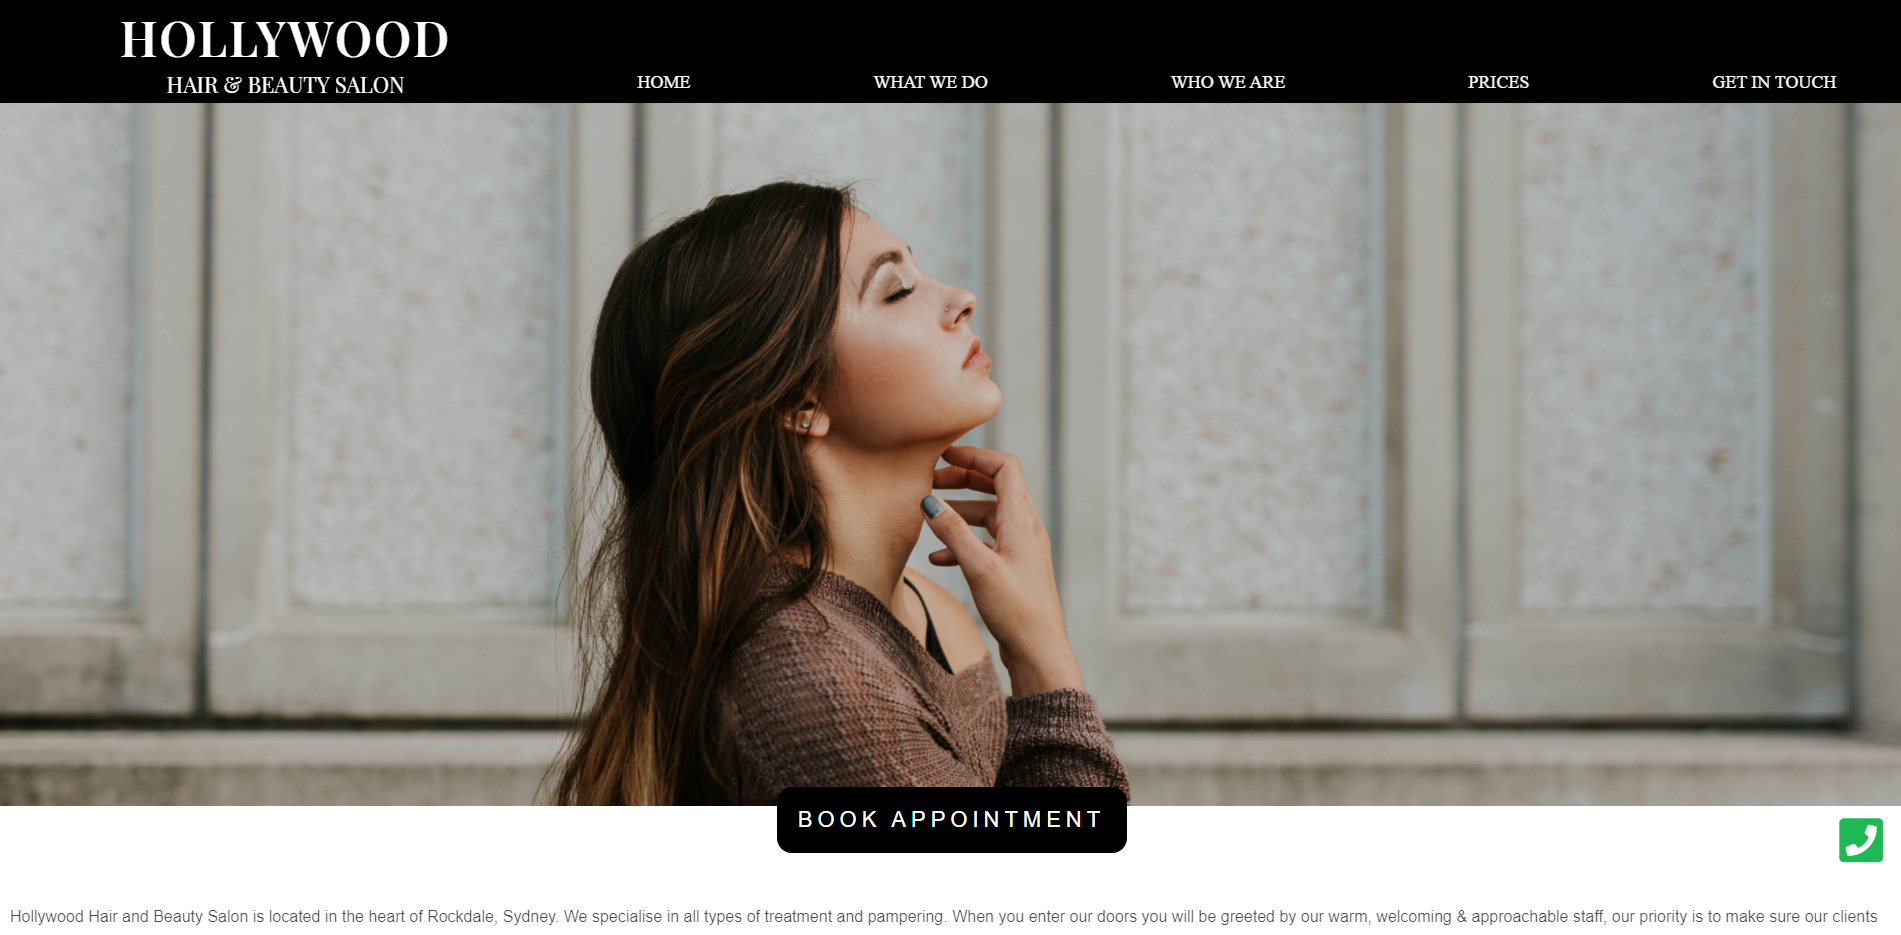 HOLLYWOOD
HAIR & BEAUTY SALON
HOME
WHAT WE DO
WHO WE ARE
PRICES
GET IN TOUCH
BOOK APPOINTMENT
Hollywood Hair and Beauty Salon is located in the heart of Rockdale, Sydney. We specialise in all types of treatment and pampering. When you enter our doors you will be greeted by our warm, welcoming & approachable staff, our priority is to make sure our clients